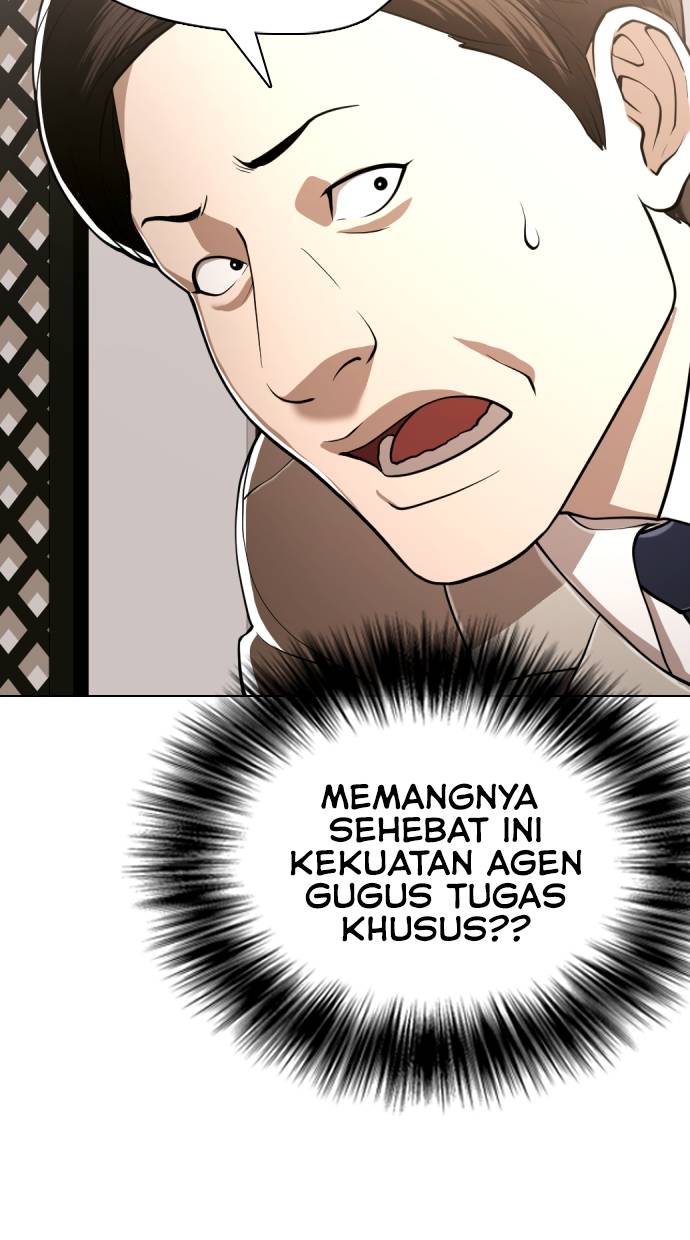 MEMANGNYA
SEHEBAT INI
KEKUATAN AGEN
GUGUS TUGAS
KHUSUS??